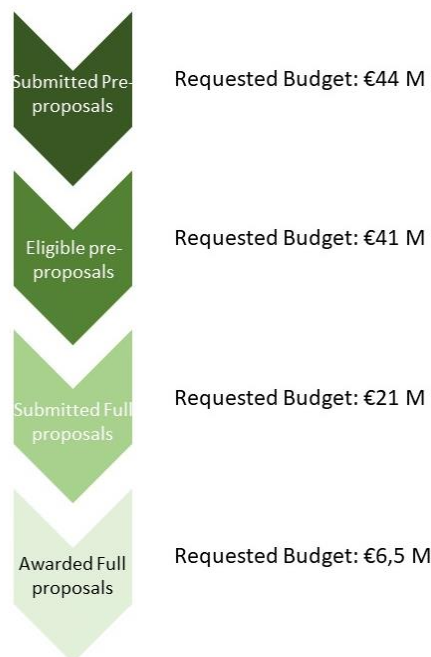 Submitted Pre-
proposals
Requested Budget: €44 M
Eligible pre-
proposals
Requested Budget: €41 M
Submitted Full
proposals
Requested Budget: €21 M
Awarded Full
proposals
Requested Budget: €6,5 M